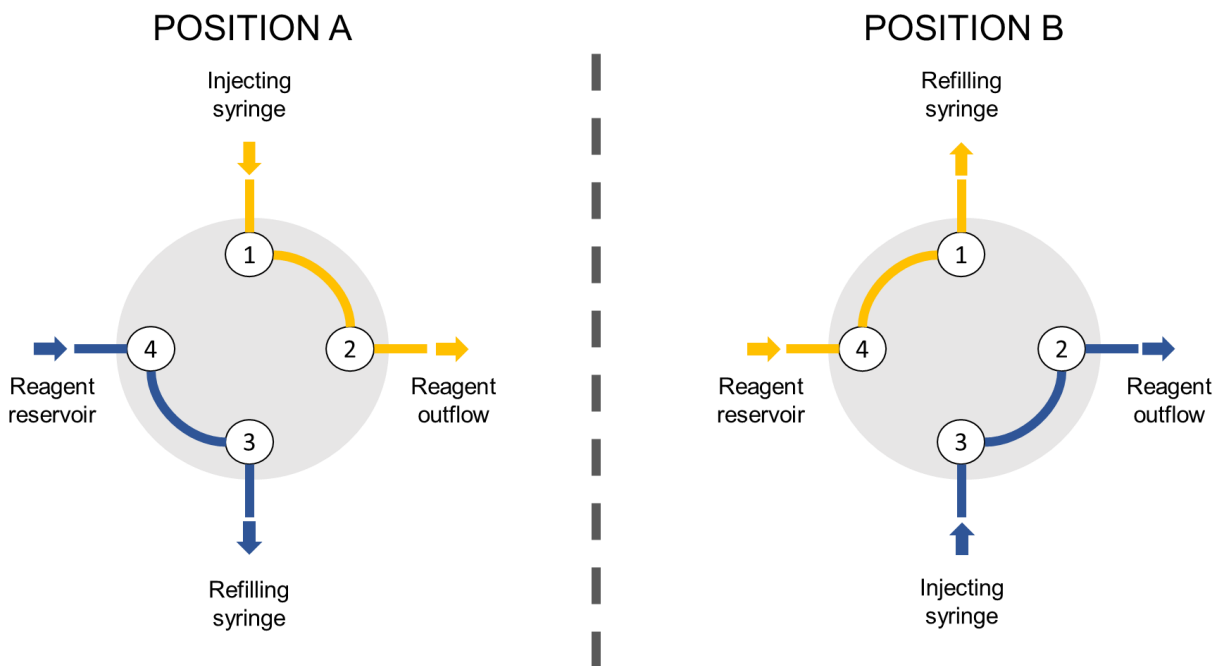 POSITION A
Injecting
syringe
1
4
2
Reagent
reservoir
Reagent
outflow
3
Refilling
syringe
POSITION B
Refilling
syringe
1
4
2
Reagent
reservoir
Reagent
outflow
3
Injecting
syringe